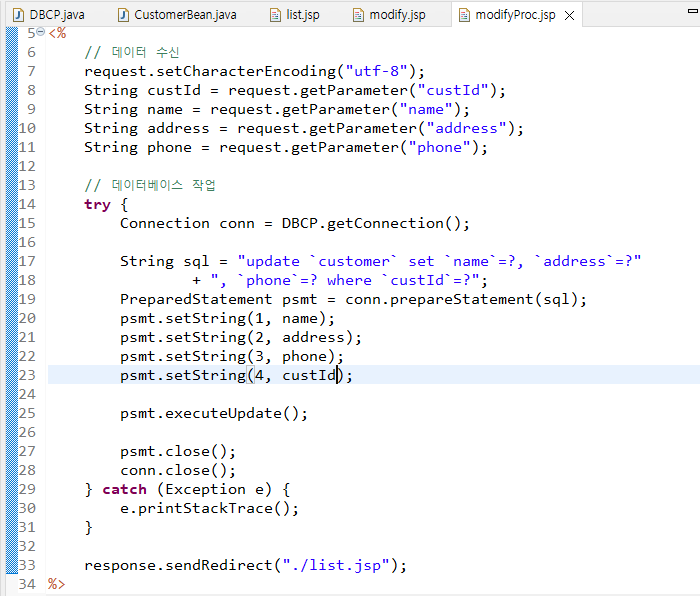 DBCP.java CustomerBean.java list.jsp modify.jsp modifyProc.jsp
5 <%
6 // 데이터 수신
7 request.setCharacterEncoding("utf-8");
8 String custId = request.getParameter("custId");
9 String name = request.getParameter("name");
10 String address = request.getParameter("address");
11 String phone = request.getParameter("phone");
12
13 // 데이터베이스 작업
14 try {
15 Connection conn = DBCP.getConnection();
16
17 String sql = "update `customer` set `name`=?, `address`=?"
18 + ", `phone`=? where `custId`=?";
19 PreparedStatement psmt = conn.prepareStatement(sql);
20 psmt.setString(1, name);
21 psmt.setString(2, address);
22 psmt.setString(3, phone);
23 psmt.setString(4, custId);
24
25 psmt.executeUpdate();
26
27 psmt.close();
28 conn.close();
29 } catch (Exception e) {
30 e.printStackTrace();
31 }
32
33 response.sendRedirect("./list.jsp");
34 %>